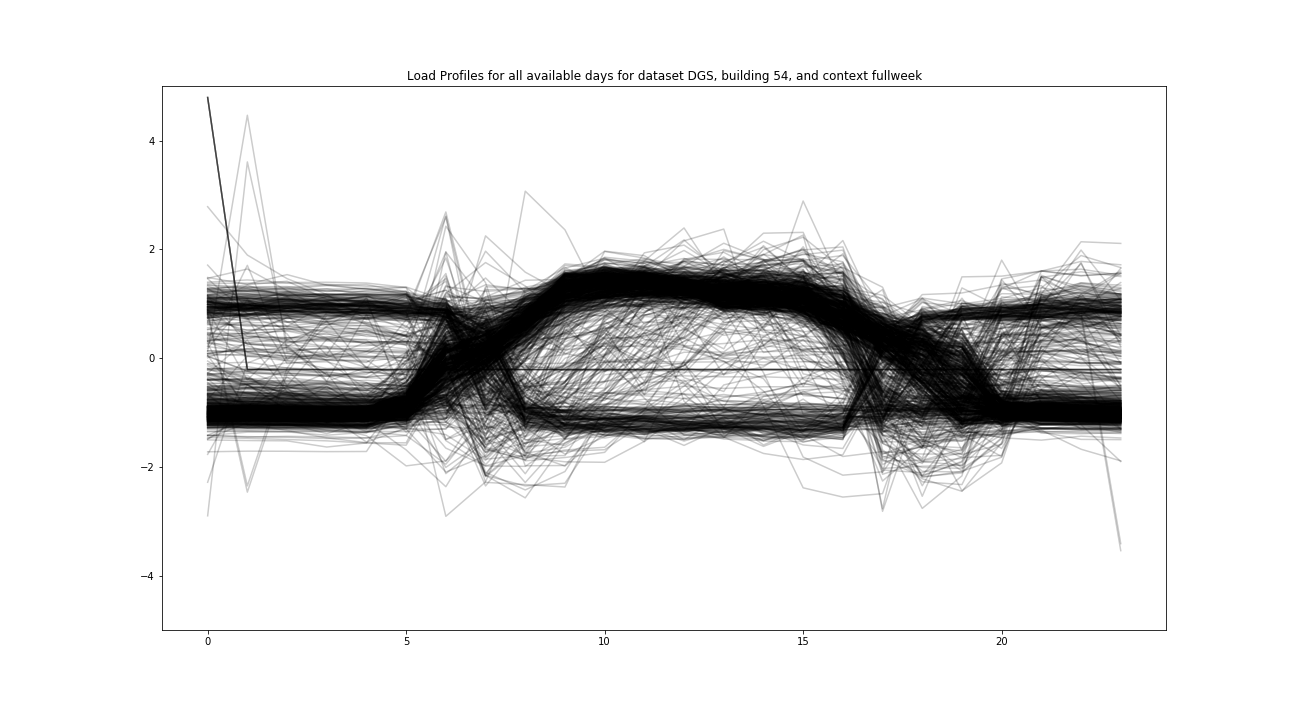 Load Profiles for all available days for dataset DGS, building 54, and context fullweek
4
2
0
−2
−4
0 5 10 15 20